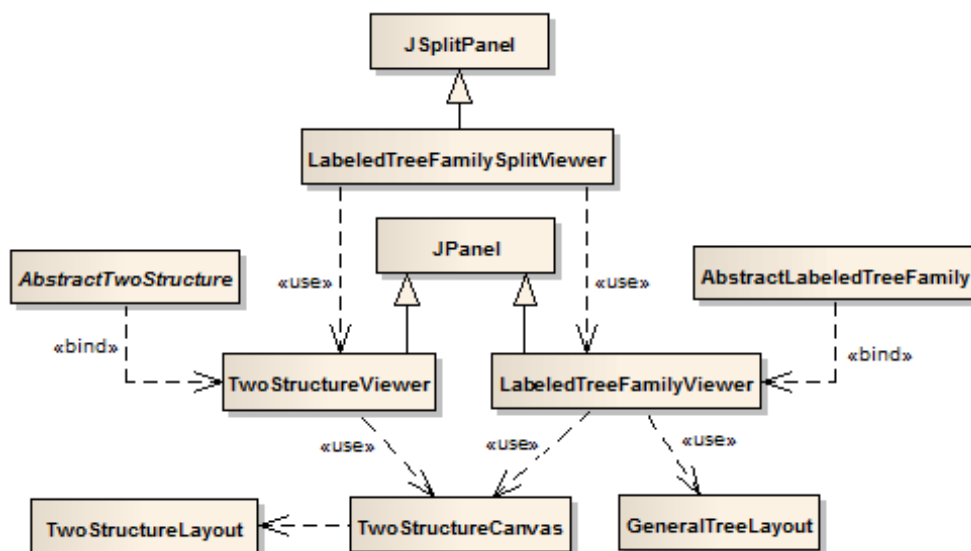 JSplitPanel
LabeledTreeFamilySplitViewer
JPanel
AbstractTwoStructure
AbstractLabeledTreeFamily
«use»
«use»
«bind»
«bind»
TwoStructureViewer
LabeledTreeFamilyViewer
«use»
«use»
«use»
TwoStructureLayout
TwoStructureCanvas
GeneralTreeLayout